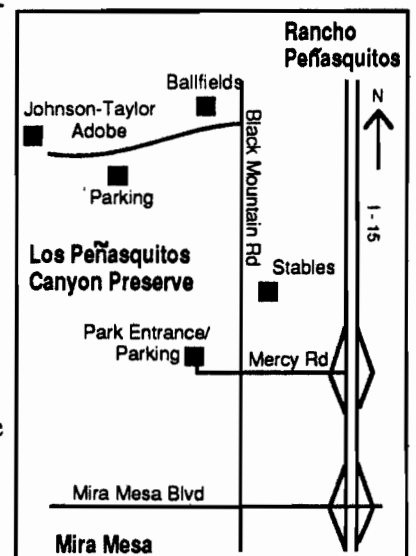 Rancho
Peñasquitos
Ballfields
N
Johnson-Taylor
Adobe
Black Mountain Rd
Parking
I-15
Los Peñasquitos
Canyon Preserve
Stables
Park Entrance/
Parking
Mercy Rd
Mira Mesa Blvd
Mira Mesa
e